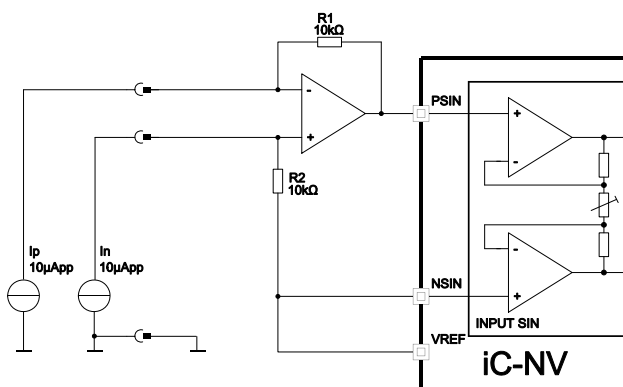 R1
10kΩ
-
+
PSIN
+
-
R2
10kΩ
Ip
10µApp
In
10µApp
-
+
NSIN
INPUT SIN
VREF
iC-NV